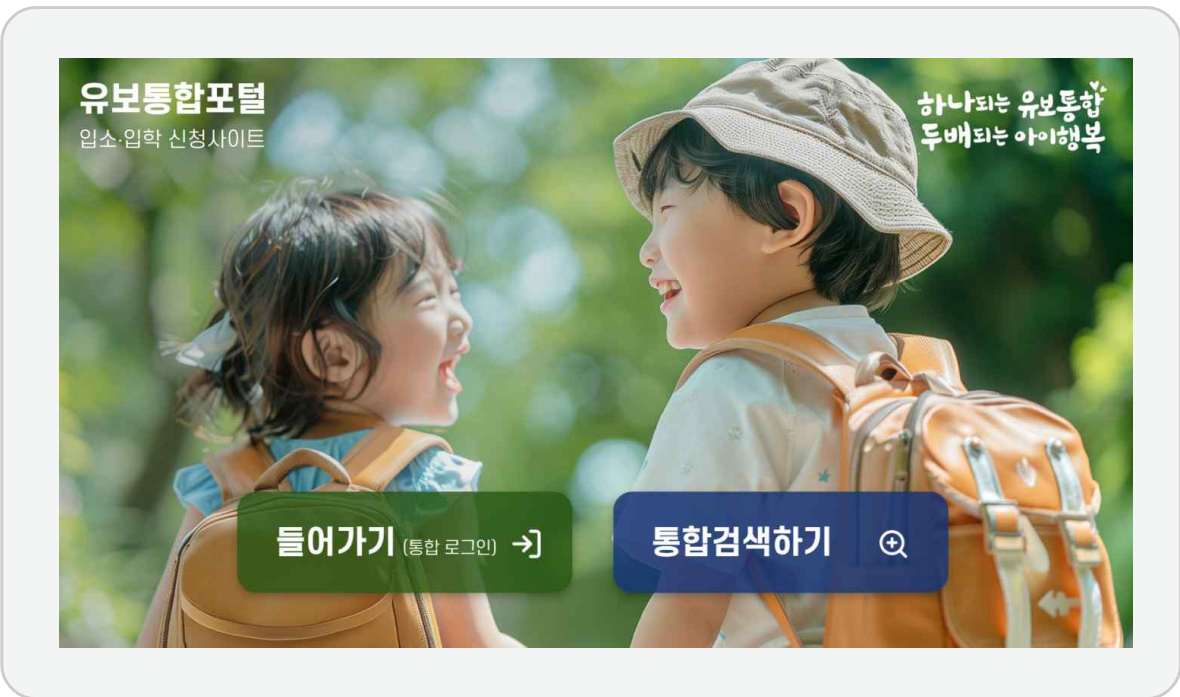 유보통합포털
입소·입학 신청사이트
하나되는 유보통합
두배되는 아이행복
들어가기 (통합 로그인)
통합검색하기